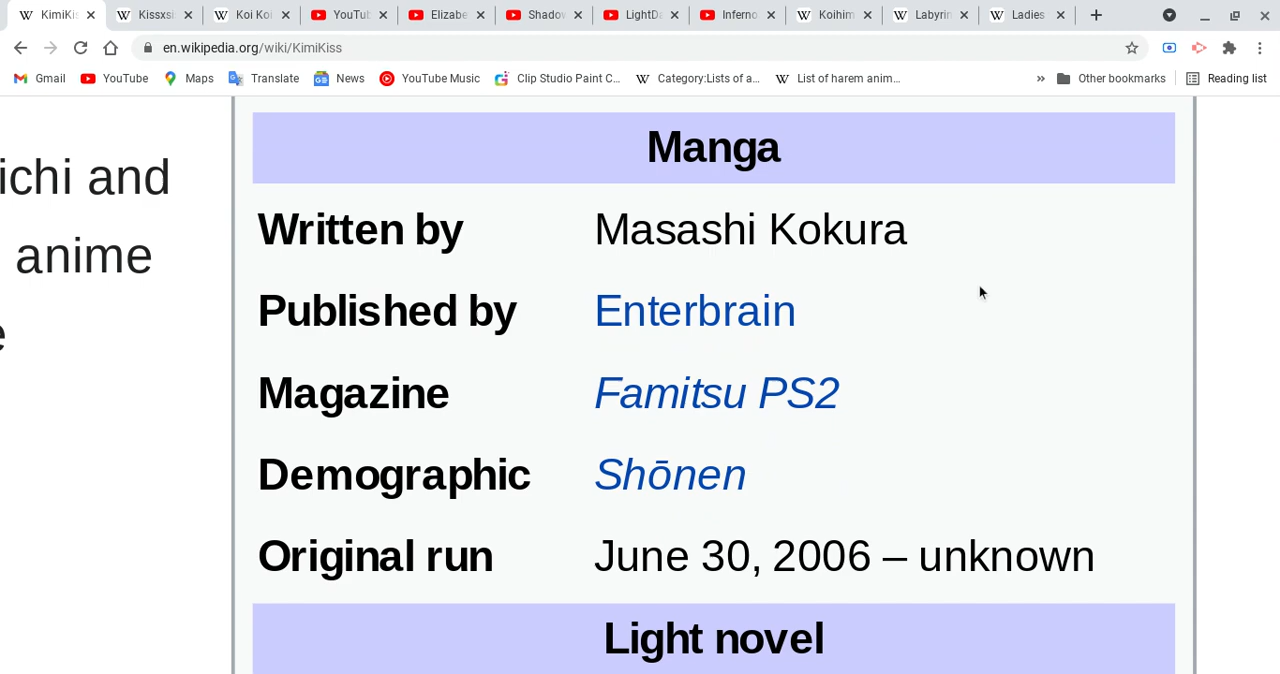 KimiKis
Kissxsi
Koi Koi
YouTub
Elizabe
Shadow
LightDa
Inferno
Koihim
Labyrin
Ladies
en.wikipedia.org/wiki/KimiKiss
Gmail YouTube Maps Translate News YouTube Music Clip Studio Paint C... Category:Lists of a... List of harem anim... » Other bookmarks Reading list
ichi and
anime
e
Manga
Written by Masashi Kokura
Published by Enterbrain
Magazine Famitsu PS2
Demographic Shōnen
Original run June 30, 2006 – unknown
Light novel